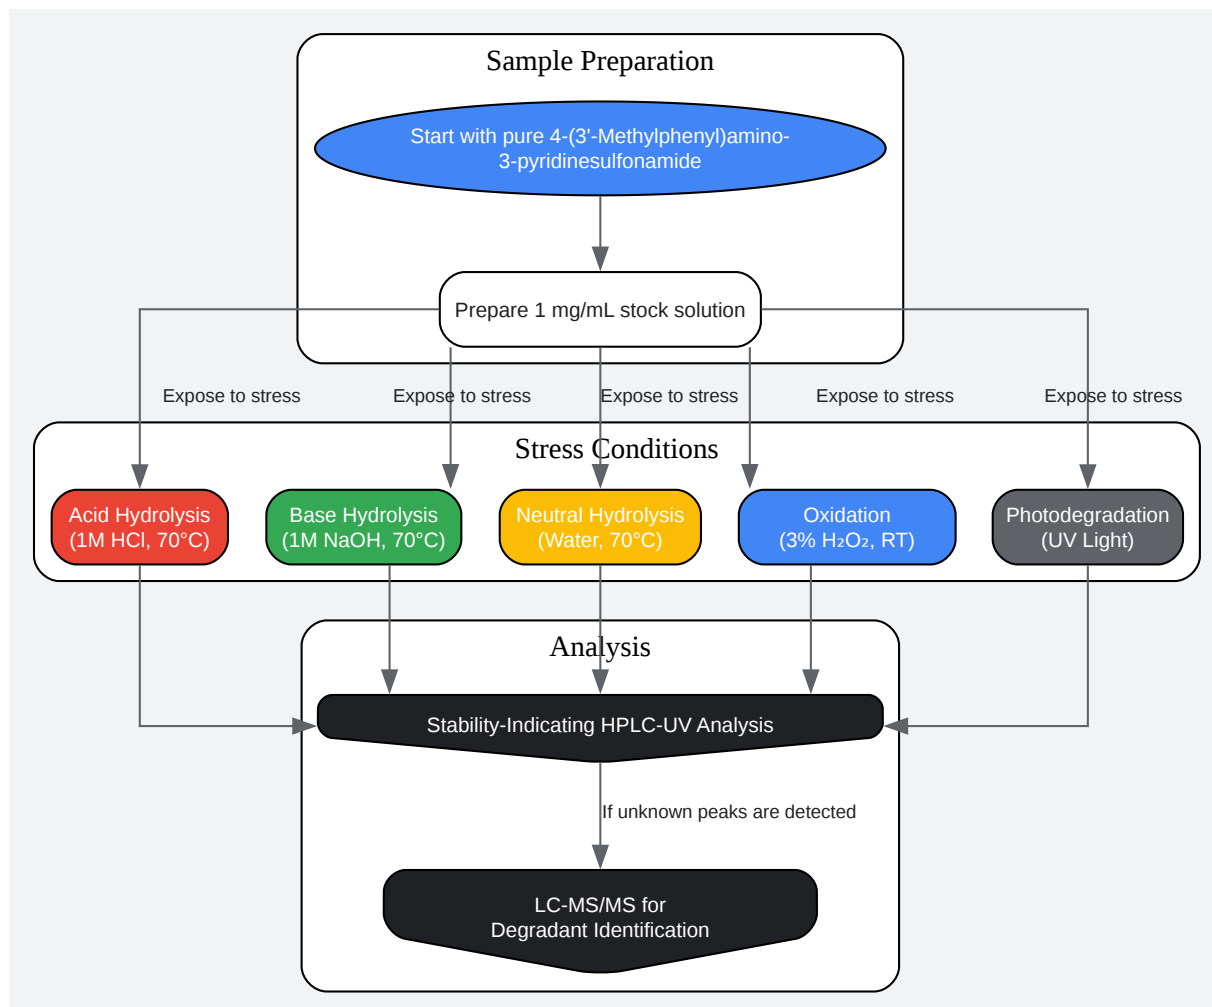 Sample Preparation
Start with pure 4-(3'-Methylphenyl)amino-
3-pyridinesulfonamide
Prepare 1 mg/mL stock solution
Expose to stress
Expose to stress
Expose to stress
Expose to stress
Expose to stress
Stress Conditions
Acid Hydrolysis
(1M HCl, 70°C)
Base Hydrolysis
(1M NaOH, 70°C)
Neutral Hydrolysis
(Water, 70°C)
Oxidation
(3% H₂O₂, RT)
Photodegradation
(UV Light)
Analysis
Stability-Indicating HPLC-UV Analysis
If unknown peaks are detected
LC-MS/MS for
Degradant Identification